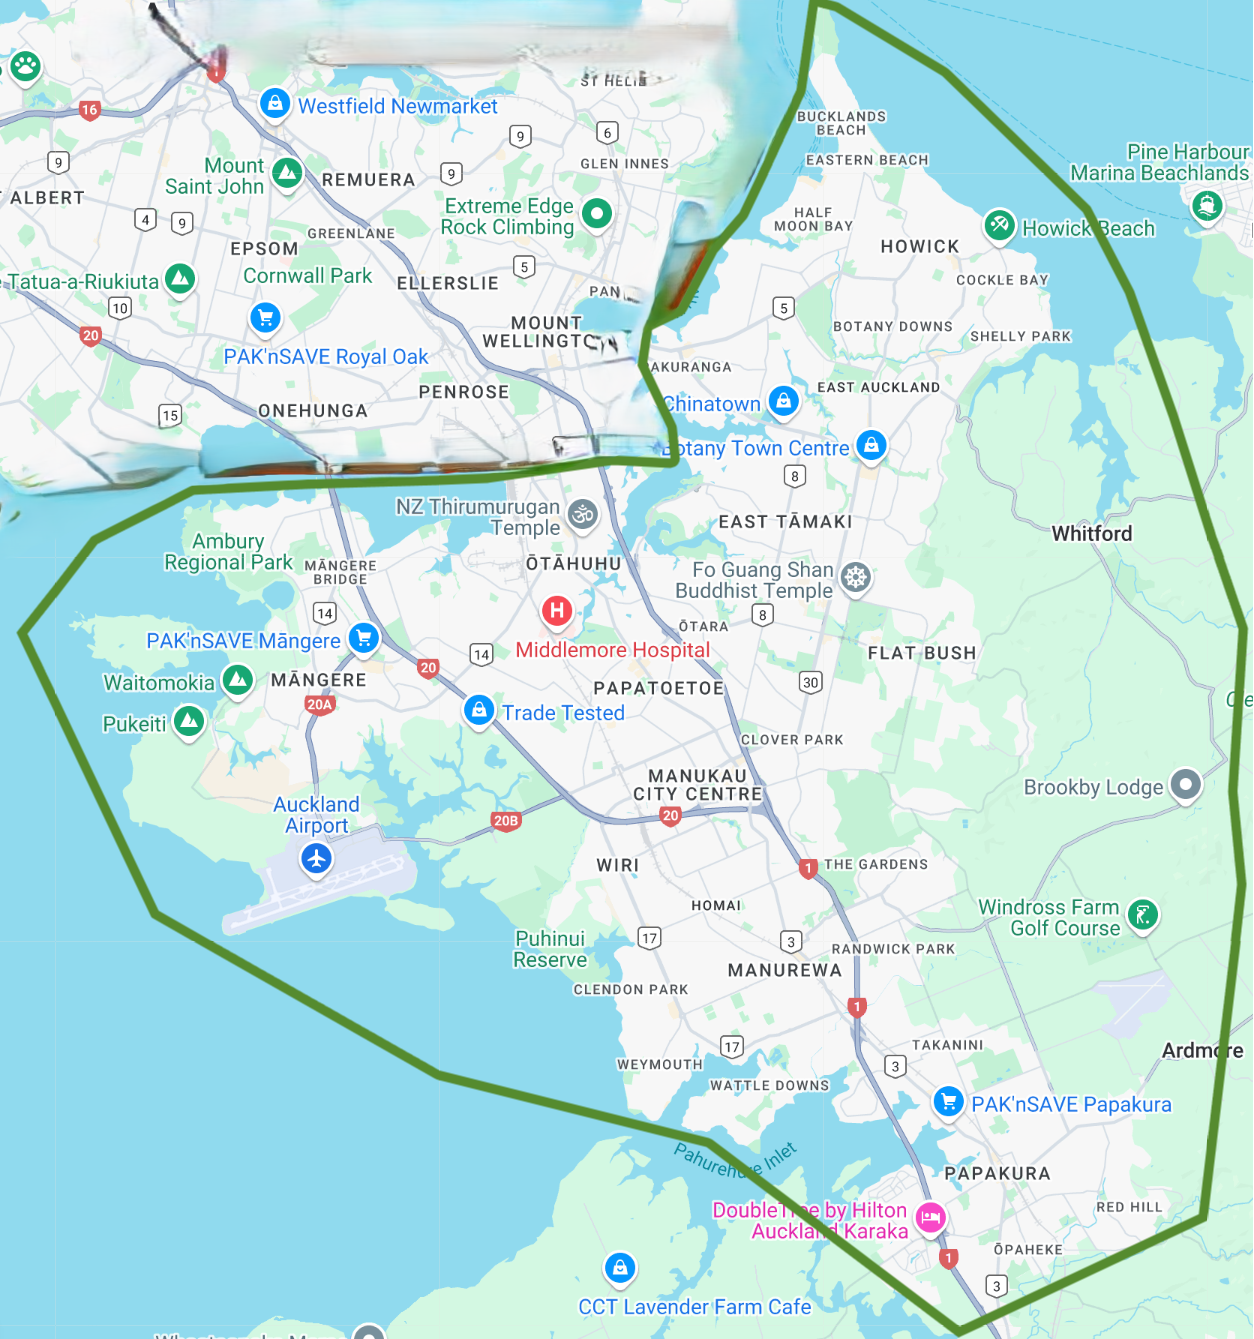 ST HELIE
16
Westfield Newmarket
9
6
GLEN INNES
BUCKLANDS
BEACH
EASTERN BEACH
Pine Harbour
Marina Beachlands
9
Mount
Saint John
REMUERA
9
ALBERT
4
9
Extreme Edge
Rock Climbing
HALF
MOON BAY
HOWICK
Howick Beach
EPSOM
GREENLANE
Cornwall Park
ELLERSLIE
5
Tatua-a-Riukiuta
PAN
COCKLE BAY
10
5
BOTANY DOWNS
SHELLY PARK
20
MOUNT
WELLINGTO
PAK'nSAVE Royal Oak
AKURANGA
EAST AUCKLAND
PENROSE
Chinatown
15
ONEHUNGA
Botany Town Centre
8
NZ Thirumurugan
Temple
EAST TĀMAKI
Whitford
Ambury
Regional Park
MĀNGERE
BRIDGE
ŌTĀHUHU
Fo Guang Shan
Buddhist Temple
14
Middlemore Hospital
ŌTARA
8
PAK'nSAVE Māngere
14
20
FLAT BUSH
Waitomokia
MĀNGERE
20A
PAPATOETOE
30
Pukeiti
Trade Tested
CLOVER PARK
MANUKAU
CITY CENTRE
Brookby Lodge
Auckland
Airport
20B
20
WIRI
1
THE GARDENS
HOMAI
Windross Farm
Golf Course
Puhinui
Reserve
17
3
RANDWICK PARK
MANUREWA
CLENDON PARK
1
17
TAKANINI
Ardmore
WEYMOUTH
3
WATTLE DOWNS
PAK'nSAVE Papakura
Pahurehure Inlet
PAPAKURA
DoubleTree by Hilton
Auckland Karaka
RED HILL
1
ŌPAHEKE
3
CCT Lavender Farm Cafe